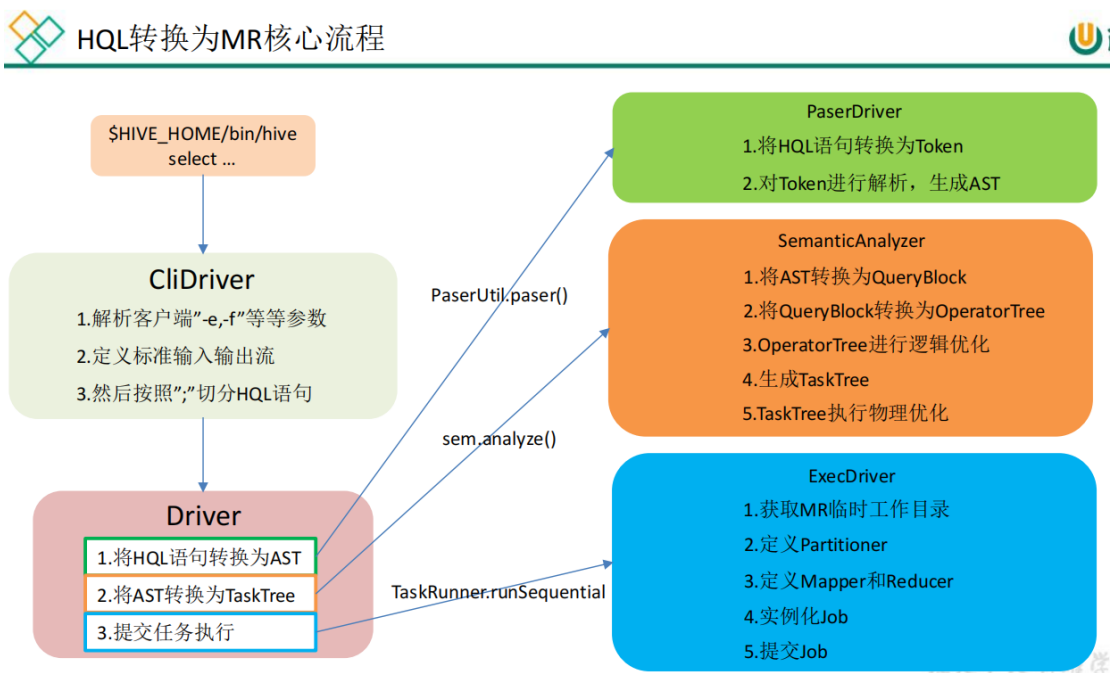 HQL转换为MR核心流程
$HIVE_HOME/bin/hive
select ...
CliDriver
1.解析客户端”-e,-f”等等参数
2.定义标准输入输出流
3.然后按照”;”切分HQL语句
Driver
1.将HQL语句转换为AST
2.将AST转换为TaskTree
3.提交任务执行
PaserUtil.paser()
sem.analyze()
TaskRunner.runSequential
PaserDriver
1.将HQL语句转换为Token
2.对Token进行解析，生成AST
SemanticAnalyzer
1.将AST转换为QueryBlock
2.将QueryBlock转换为OperatorTree
3.OperatorTree进行逻辑优化
4.生成TaskTree
5.TaskTree执行物理优化
ExecDriver
1.获取MR临时工作目录
2.定义Partitioner
3.定义Mapper和Reducer
4.实例化Job
5.提交Job